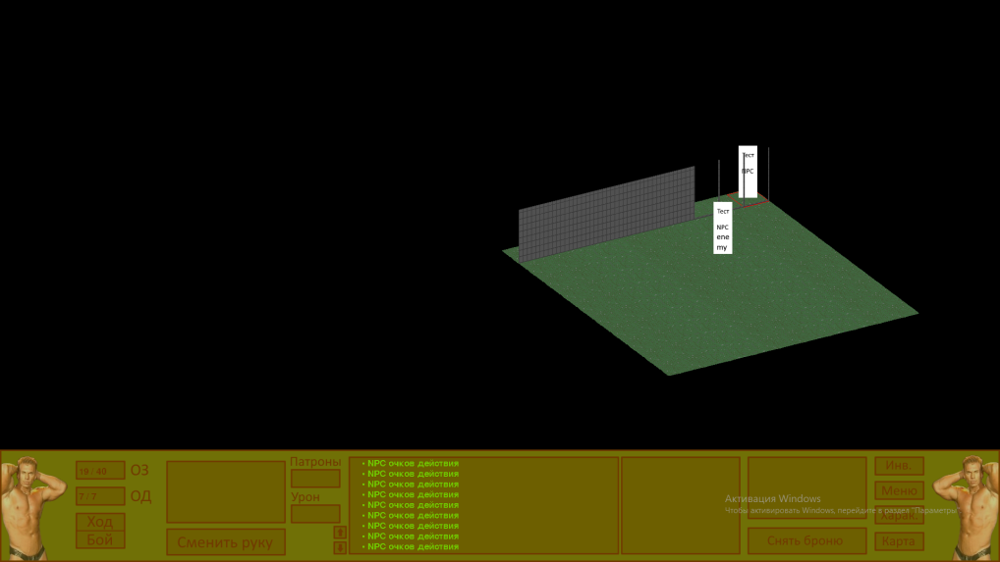 Тест
NPC
Тест
NPC
ene
my
19 / 40
ОЗ
7 / 7
ОД
Ход
Бой
Сменить руку
Патроны
Урон
• NPC очков действия
• NPC очков действия
• NPC очков действия
• NPC очков действия
• NPC очков действия
• NPC очков действия
• NPC очков действия
• NPC очков действия
• NPC очков действия
Снять броню
Инв.
Меню
Карта
Активация Windows
Чтобы активировать Windows, перейдите в раздел "Параметры".